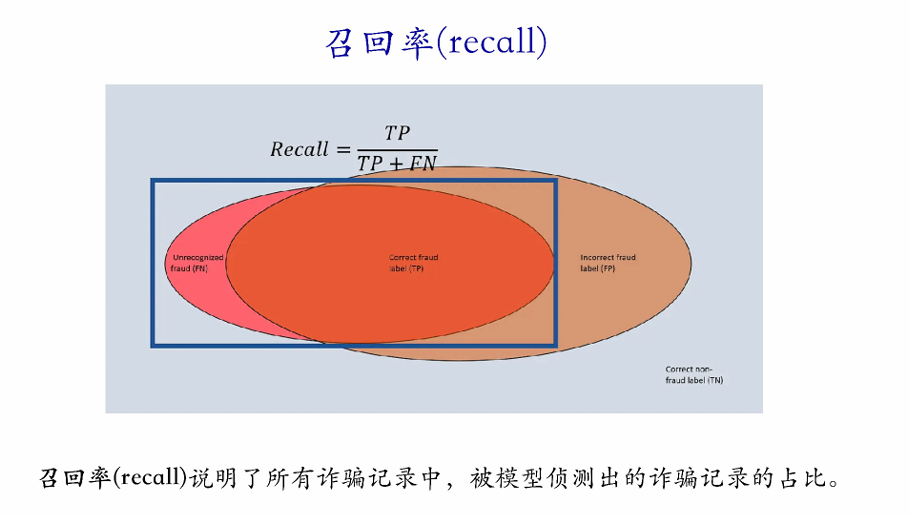 召回率(recall)
Recall = TP / TP + FN
Unrecognized
fraud (FN)
Correct fraud
label (TP)
Incorrect fraud
label (FP)
Correct non-
fraud label (TN)
召回率(recall)说明了所有诈骗记录中，被模型侦测出的诈骗记录的占比。